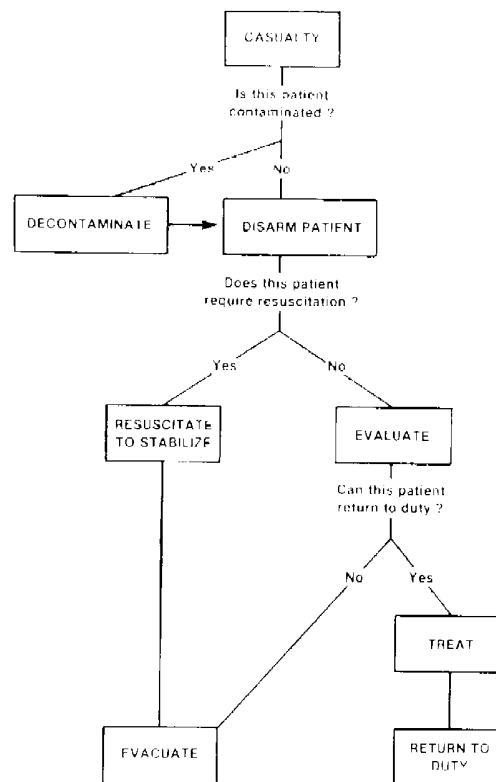 CASUALTY
Is this patient
contaminated ?
Yes
No
DECONTAMINATE
DISARM PATIENT
Does this patient
require resuscitation ?
Yes
No
RESUSCITATE
TO STABILIZE
EVALUATE
Can this patient
return to duty ?
No
Yes
TREAT
EVACUATE
RETURN TO
DUTY